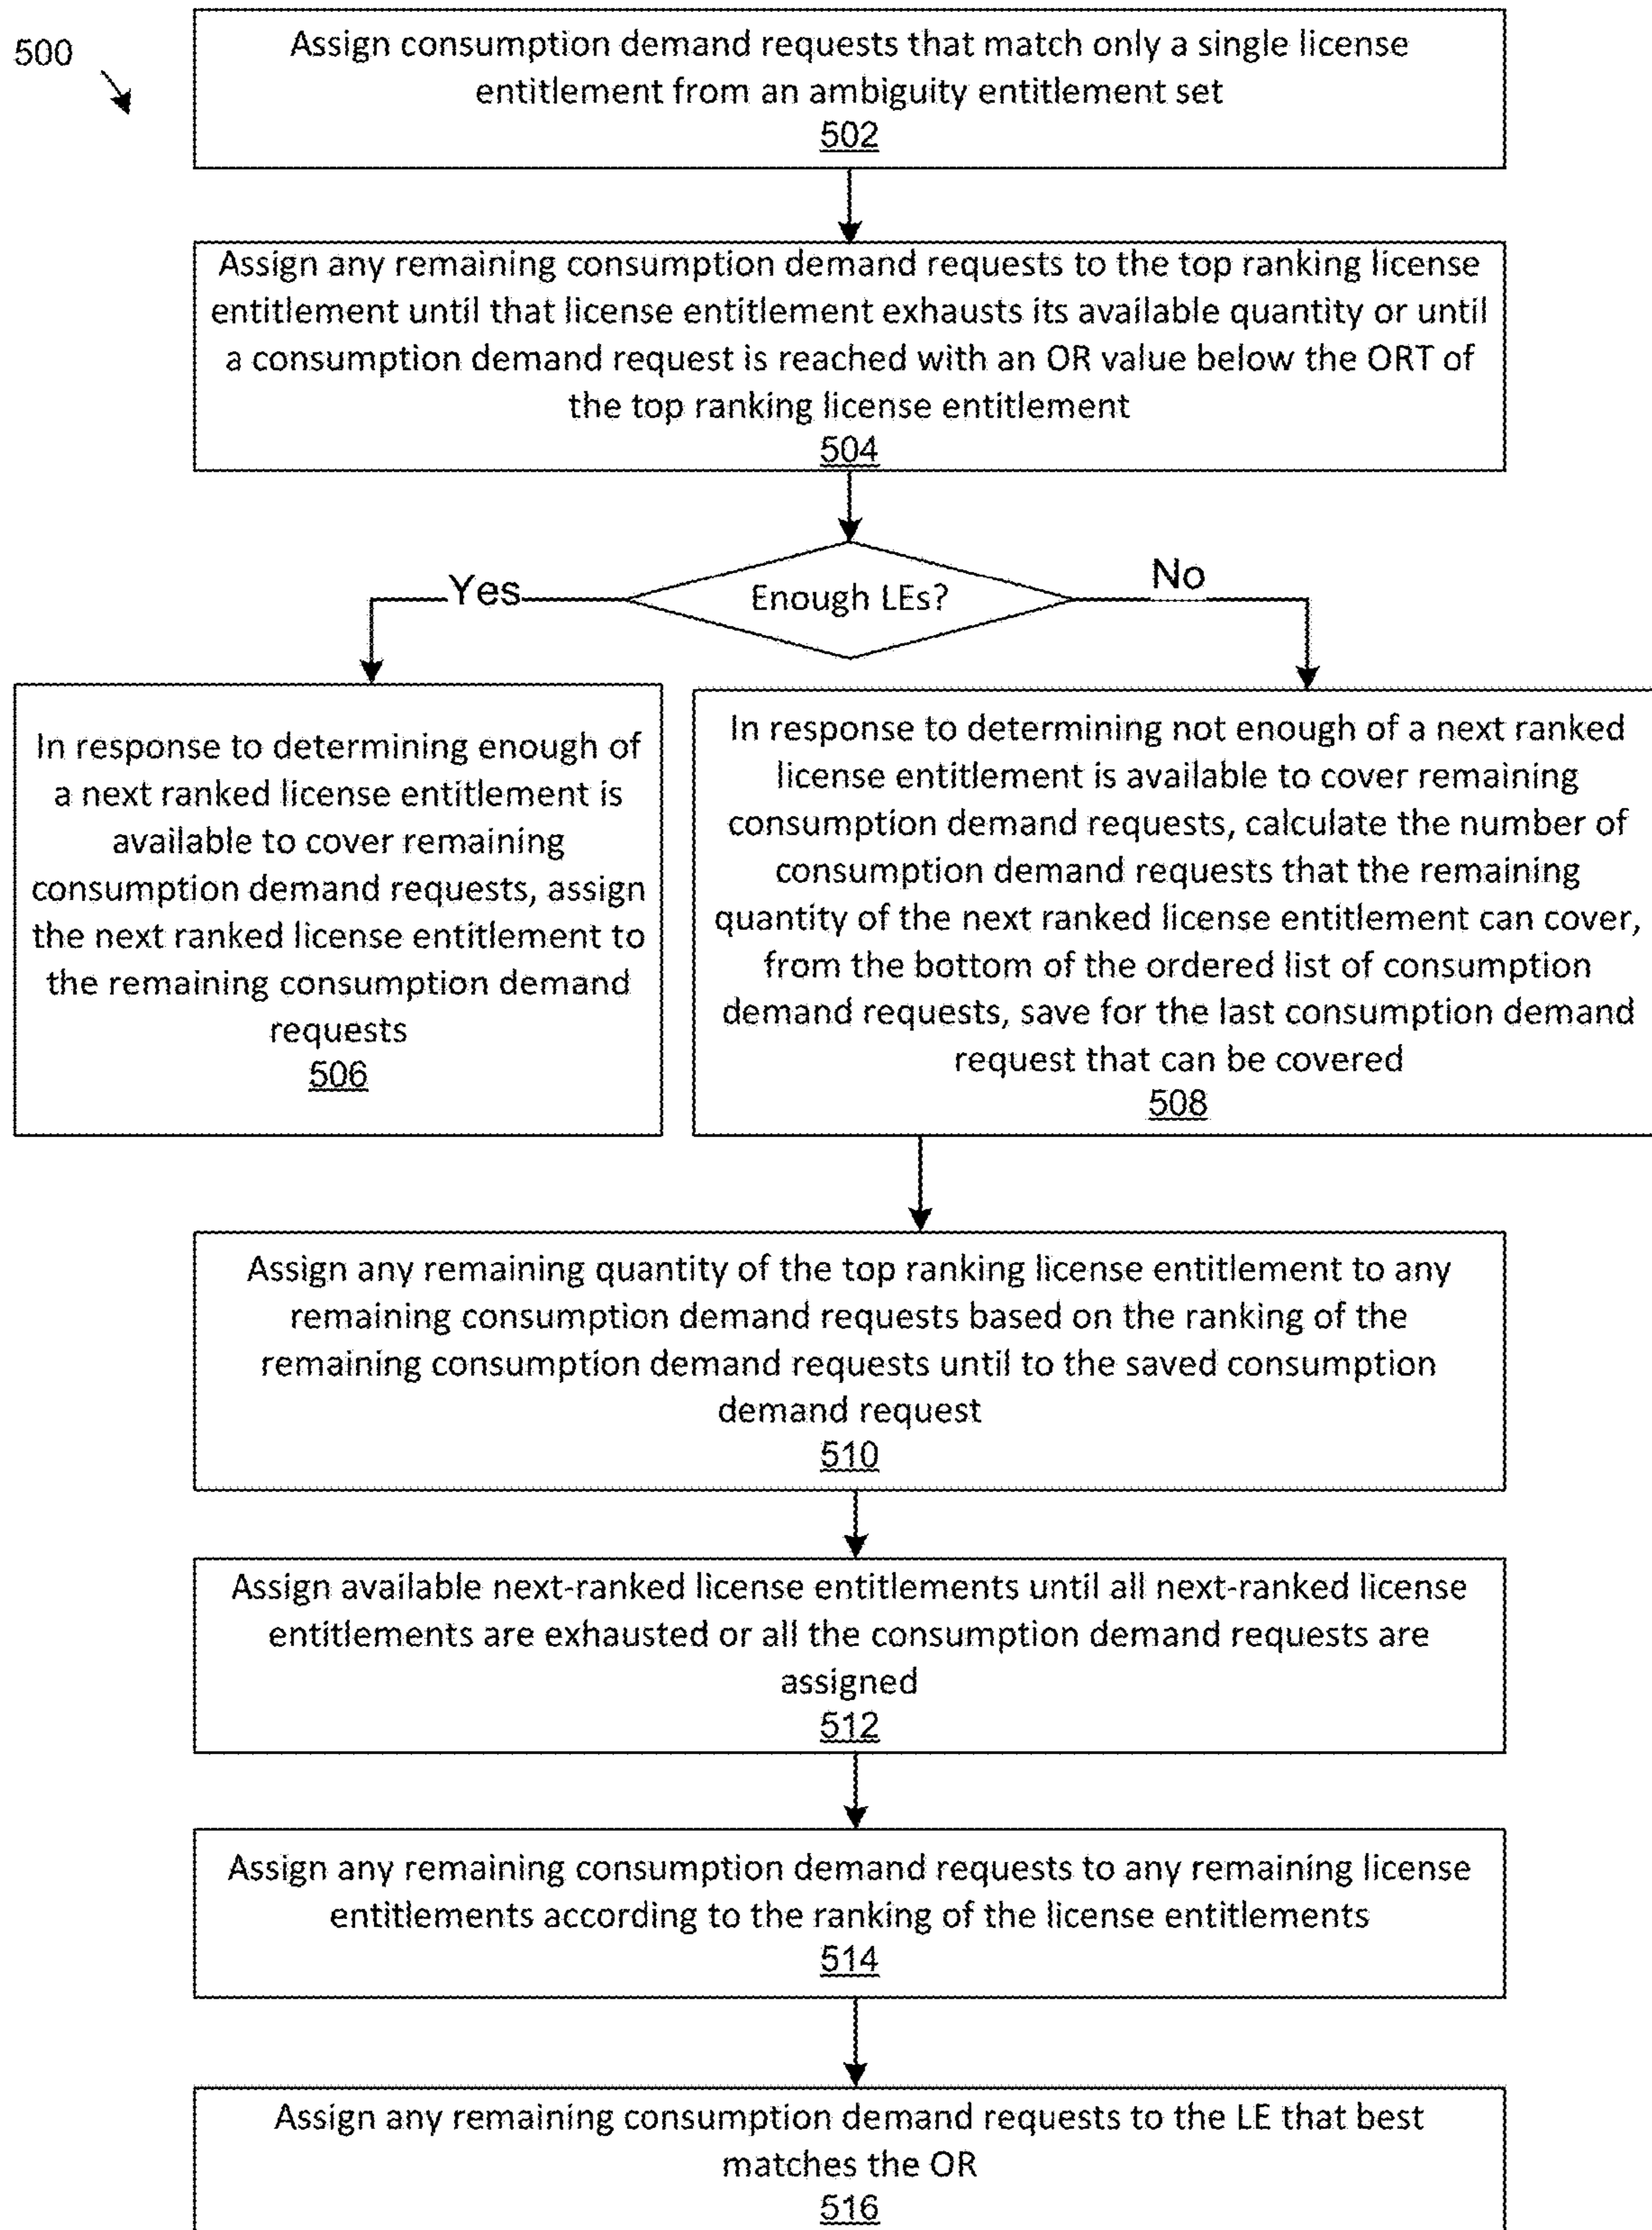 500
Assign consumption demand requests that match only a single license
entitlement from an ambiguity entitlement set
502
Assign any remaining consumption demand requests to the top ranking license
entitlement until that license entitlement exhausts its available quantity or until
a consumption demand request is reached with an OR value below the ORT of
the top ranking license entitlement
504
Enough LEs?
Yes
No
In response to determining enough of
a next ranked license entitlement is
available to cover remaining
consumption demand requests, assign
the next ranked license entitlement to
the remaining consumption demand
requests
506
In response to determining not enough of a next ranked
license entitlement is available to cover remaining
consumption demand requests, calculate the number of
consumption demand requests that the remaining
quantity of the next ranked license entitlement can cover,
from the bottom of the ordered list of consumption
demand requests, save for the last consumption demand
request that can be covered
508
Assign any remaining quantity of the top ranking license entitlement to any
remaining consumption demand requests based on the ranking of the
remaining consumption demand requests until to the saved consumption
demand request
510
Assign available next-ranked license entitlements until all next-ranked license
entitlements are exhausted or all the consumption demand requests are
assigned
512
Assign any remaining consumption demand requests to any remaining license
entitlements according to the ranking of the license entitlements
514
Assign any remaining consumption demand requests to the LE that best
matches the OR
516